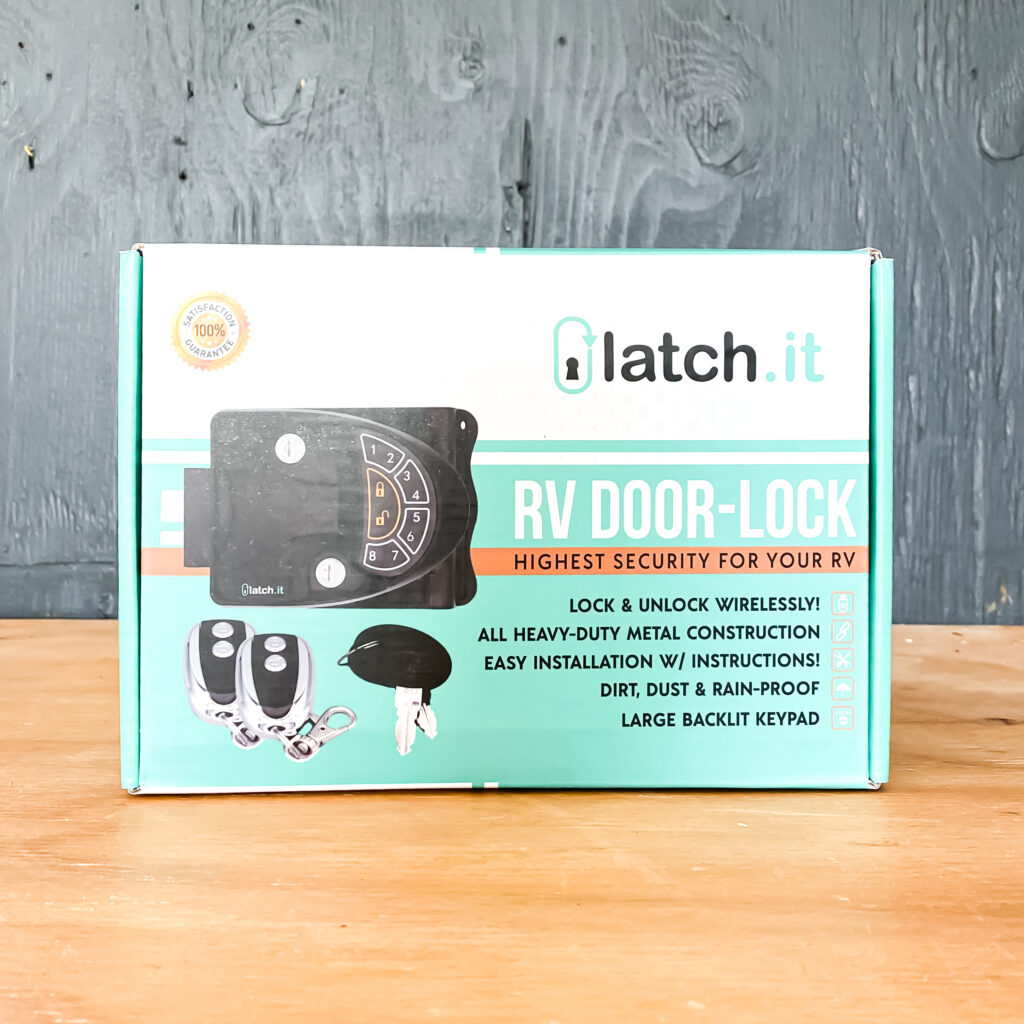 SATISFACTION
100%
GUARANTEE
latch.it
1 2
3
4
5
6
8 7
latch.it
RV DOOR-LOCK
HIGHEST SECURITY FOR YOUR RV
LOCK & UNLOCK WIRELESSLY!
ALL HEAVY-DUTY METAL CONSTRUCTION
EASY INSTALLATION W/ INSTRUCTIONS!
DIRT, DUST & RAIN-PROOF
LARGE BACKLIT KEYPAD